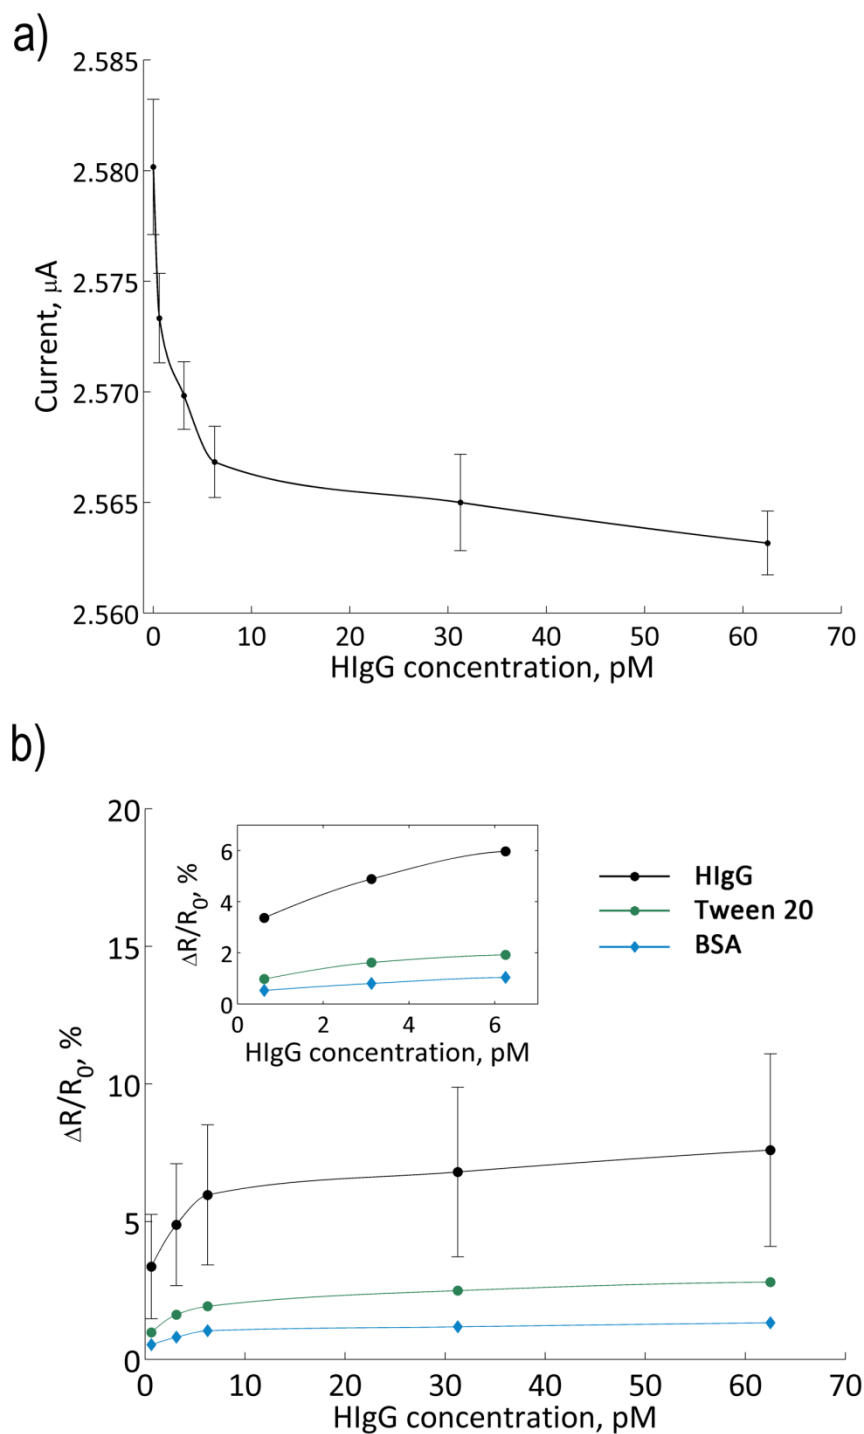 a)
2.585
2.580
2.575
2.570
2.565
2.560
Current, µA
0 10 20 30 40 50 60 70
HIgG concentration, pM
b)
20
15
10
5
0
ΔR/R0, %
6
4
2
0
ΔR/R0, %
0 2 4 6
HIgG concentration, pM
HIgG
Tween 20
BSA
0 10 20 30 40 50 60 70
HIgG concentration, pM